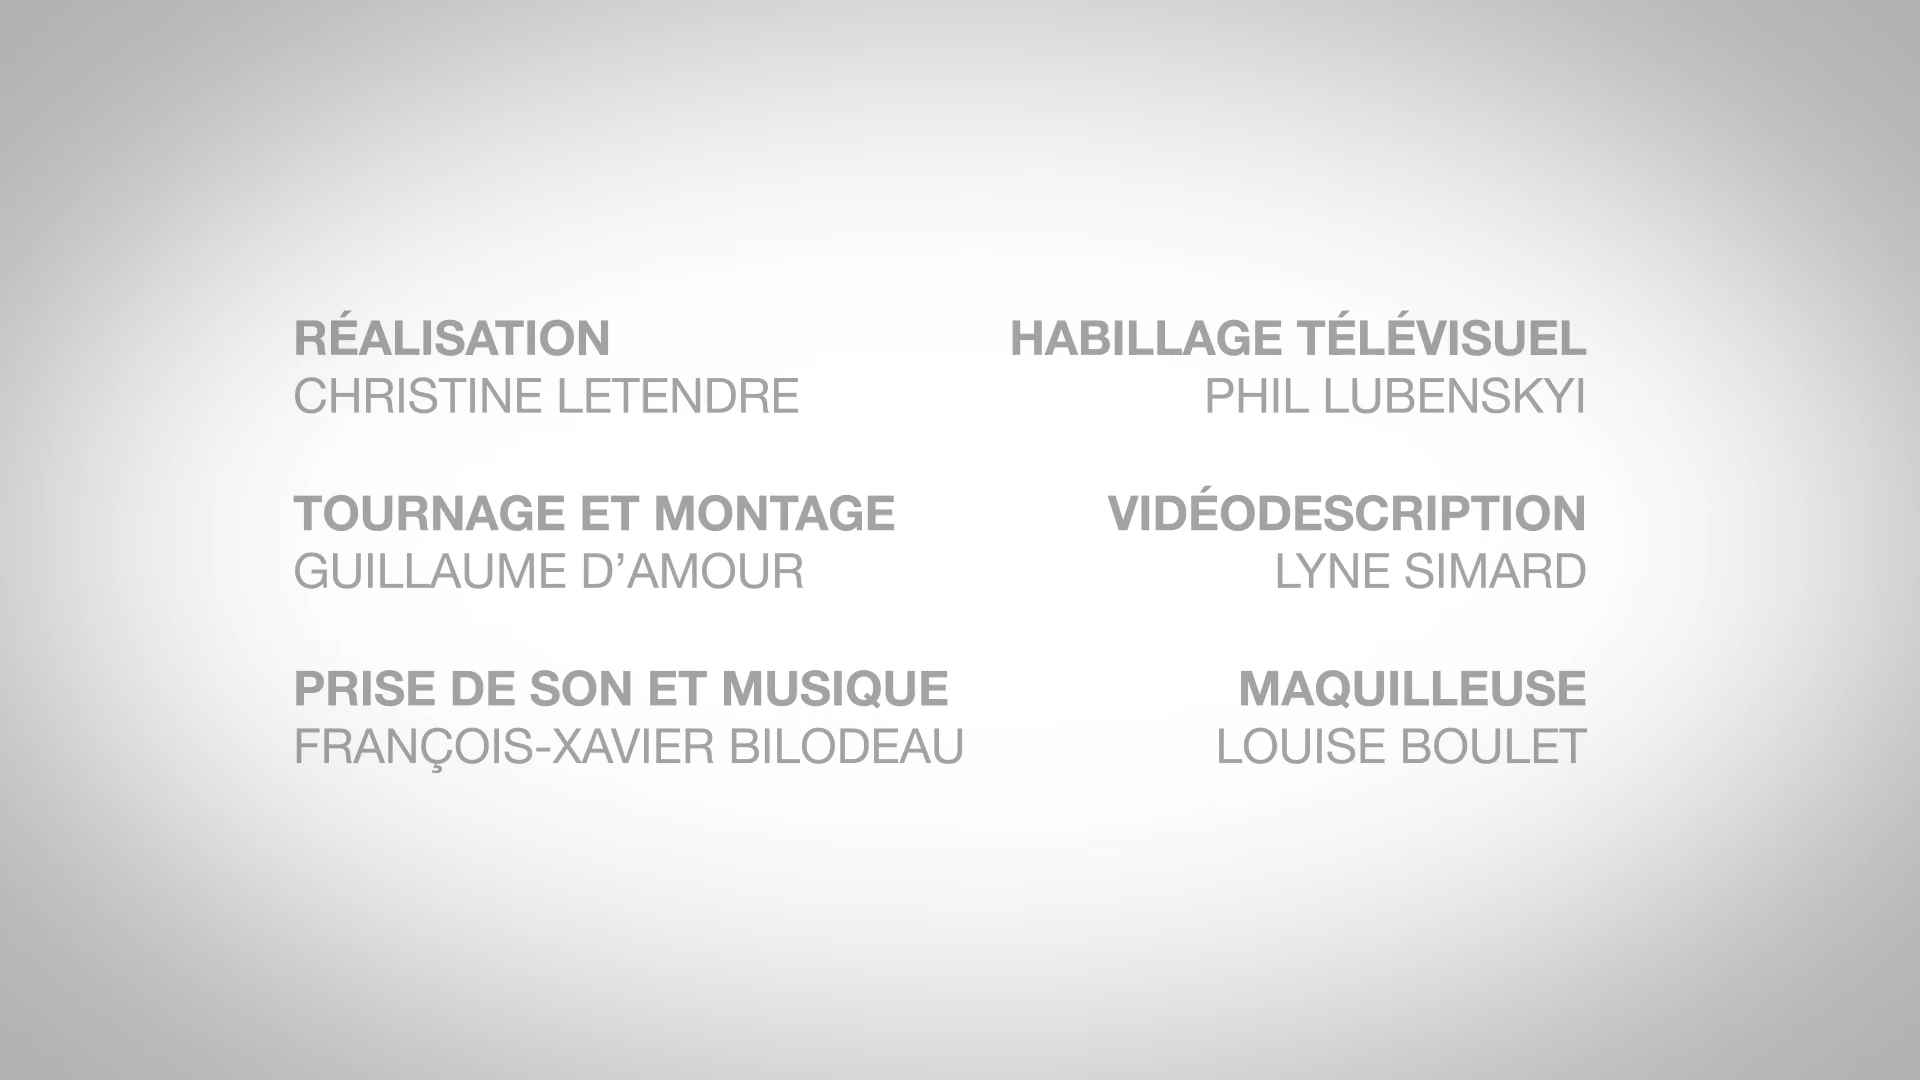 RÉALISATION
CHRISTINE LETENDRE
TOURNAGE ET MONTAGE
GUILLAUME D’AMOUR
PRISE DE SON ET MUSIQUE
FRANÇOIS-XAVIER BILODEAU
HABILLAGE TÉLÉVISUEL
PHIL LUBENSKYI
VIDÉODESCRIPTION
LYNE SIMARD
MAQUILLEUSE
LOUISE BOULET